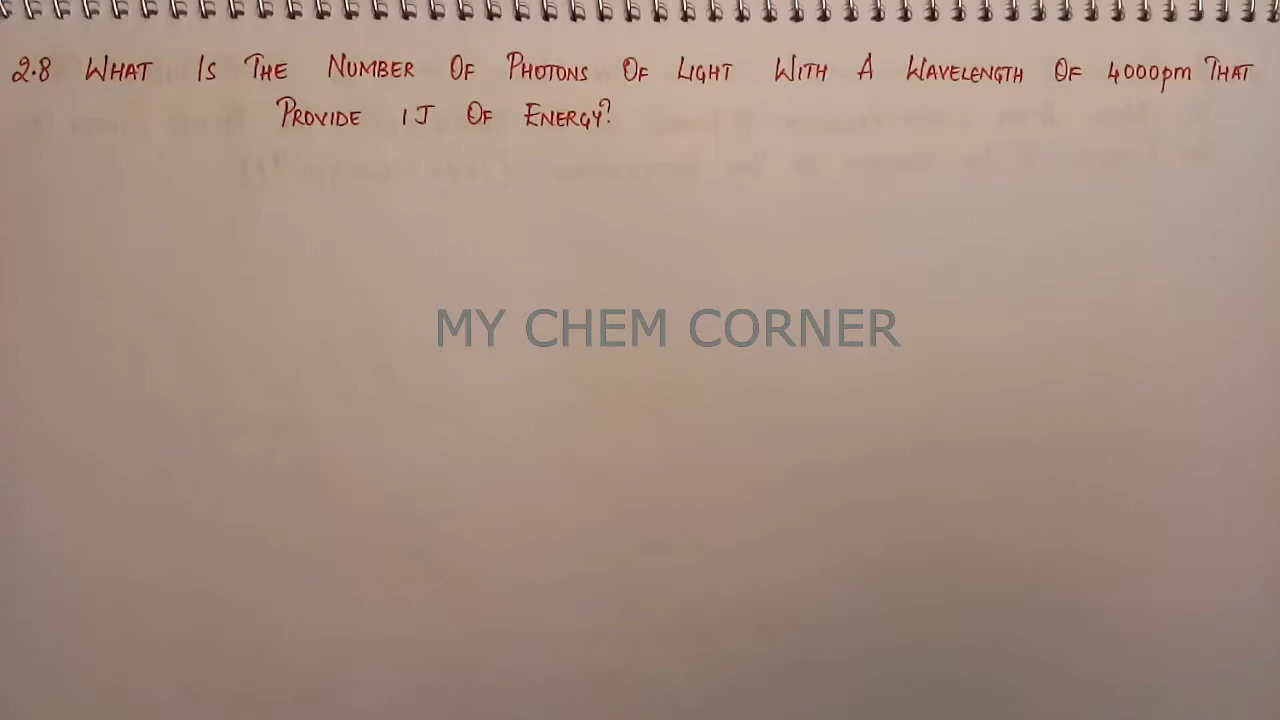 2.8 WHAT IS THE NUMBER OF PHOTONS OF LIGHT WITH A WAVELENGTH OF 4000pm THAT
PROVIDE 1J OF ENERGY?
MY CHEM CORNER